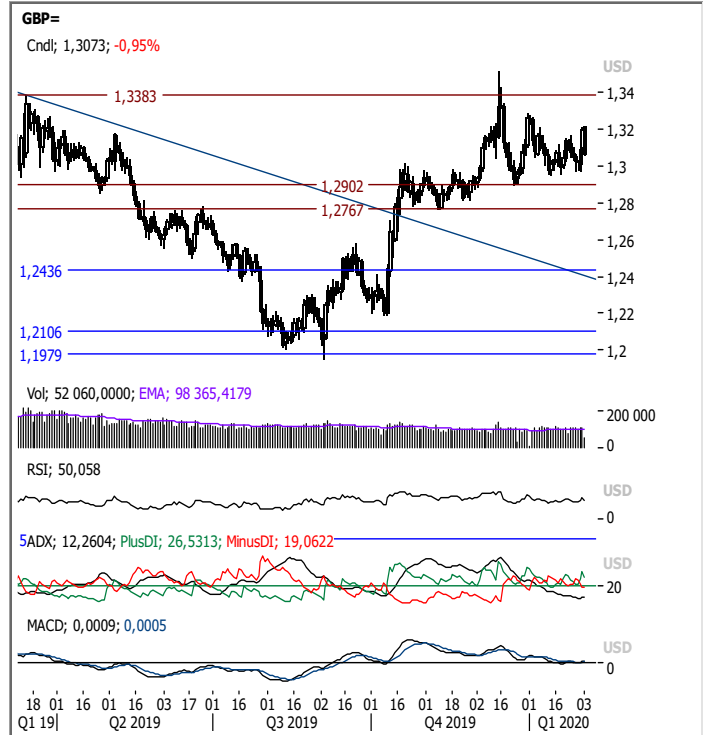 GBP=
Cndl; 1,3073; -0,95%
USD
1,34
1,3383
1,32
1,3
1,2902
1,28
1,2767
1,26
1,2436
1,24
1,22
1,2106
1,2
1,1979
Vol; 52 060,0000; EMA; 98 365,4179
200 000
0
RSI; 50,058
USD
0
5ADX; 12,2604; PlusDI; 26,5313; MinusDI; 19,0622
USD
20
MACD; 0,0009; 0,0005
USD
0
18 01 16 01 16 03 17 01 16 01 16 02 16 01 16 01 18 02 16 01 16 03
Q1 19 Q2 2019 Q3 2019 Q4 2019 Q1 2020